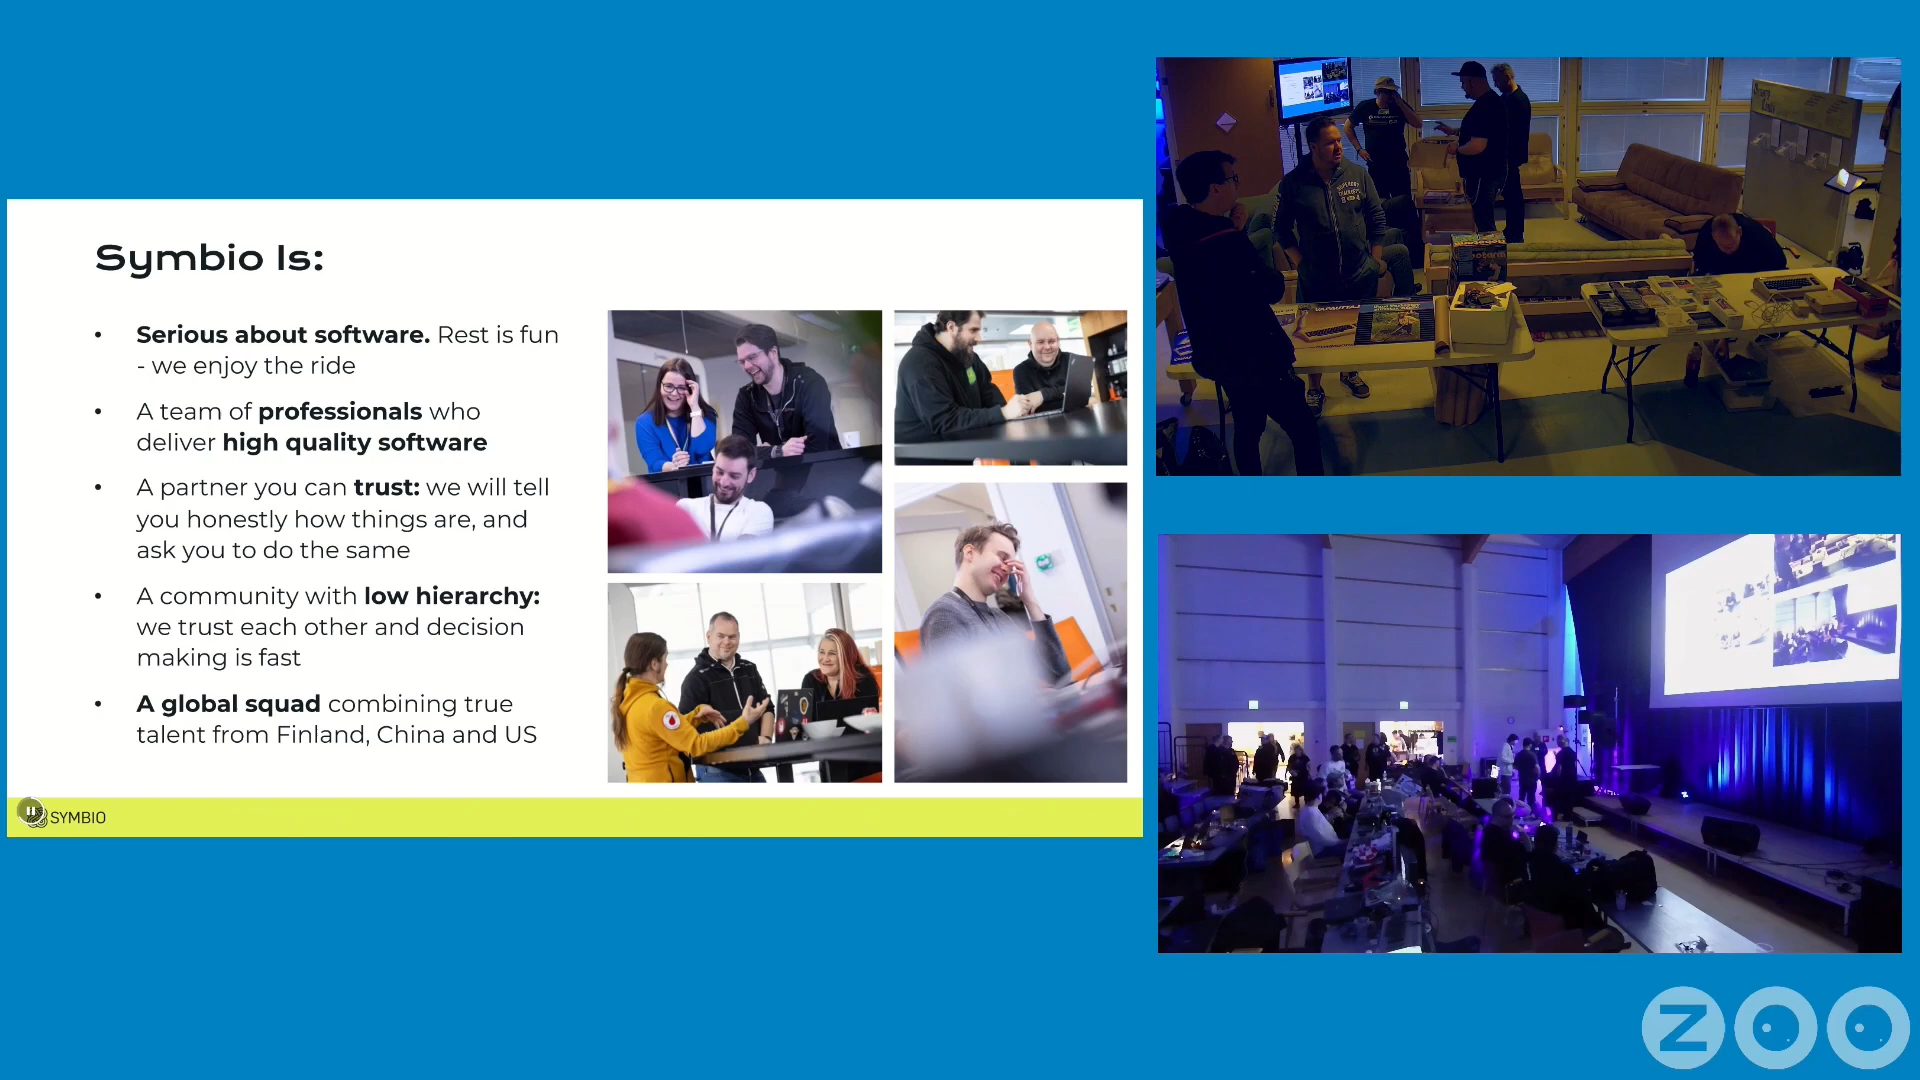 Symbio Is:
• Serious about software. Rest is fun
- we enjoy the ride
• A team of professionals who
deliver high quality software
• A partner you can trust: we will tell
you honestly how things are, and
ask you to do the same
• A community with low hierarchy:
we trust each other and decision
making is fast
• A global squad combining true
talent from Finland, China and US
SYMBIO
ZOO